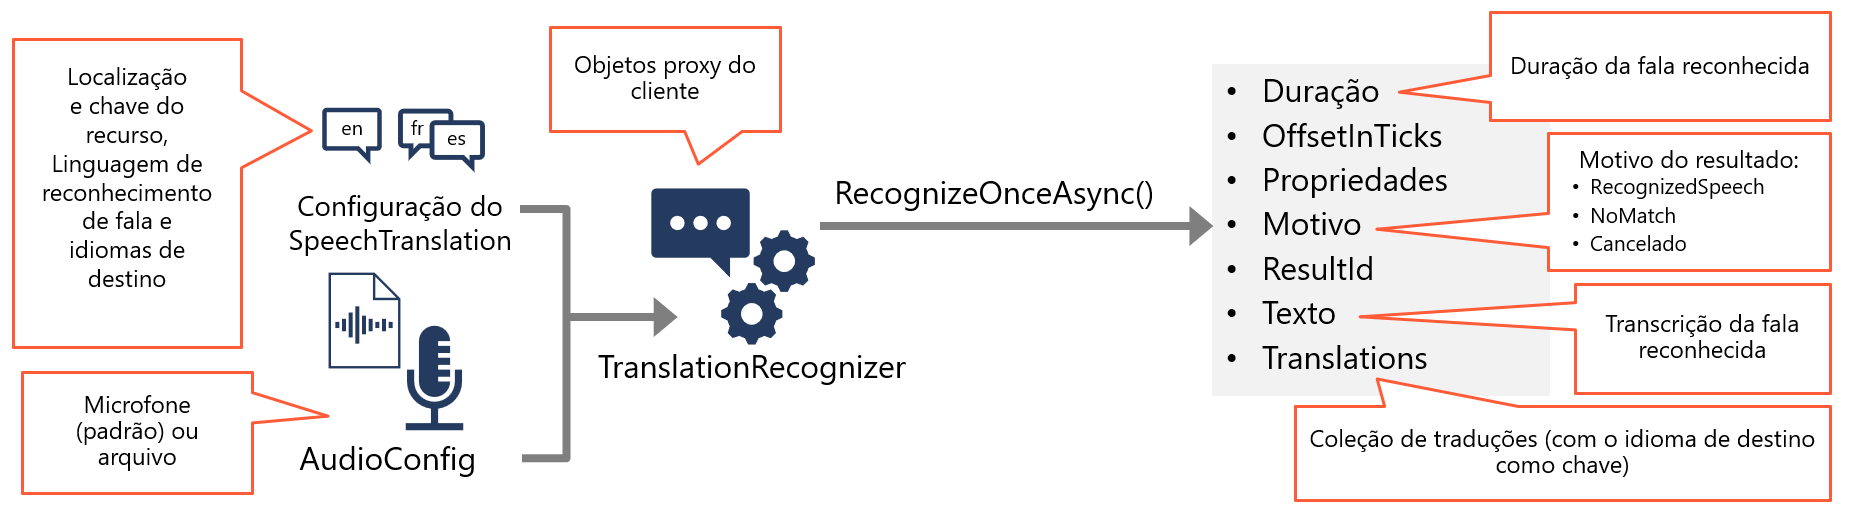 Localização
e chave do
recurso,
Linguagem de
reconhecimento
de fala e
idiomas de
destino
en
fr
es
Configuração do
SpeechTranslation
Microfone
(padrão) ou
arquivo
AudioConfig
Objetos proxy do
cliente
TranslationRecognizer
RecognizeOnceAsync()
• Duração
• OffsetInTicks
• Propriedades
• Motivo
• ResultId
• Texto
• Translations
Duração da fala reconhecida
Motivo do resultado:
• RecognizedSpeech
• NoMatch
• Cancelado
Transcrição da fala
reconhecida
Coleção de traduções (com o idioma de destino
como chave)